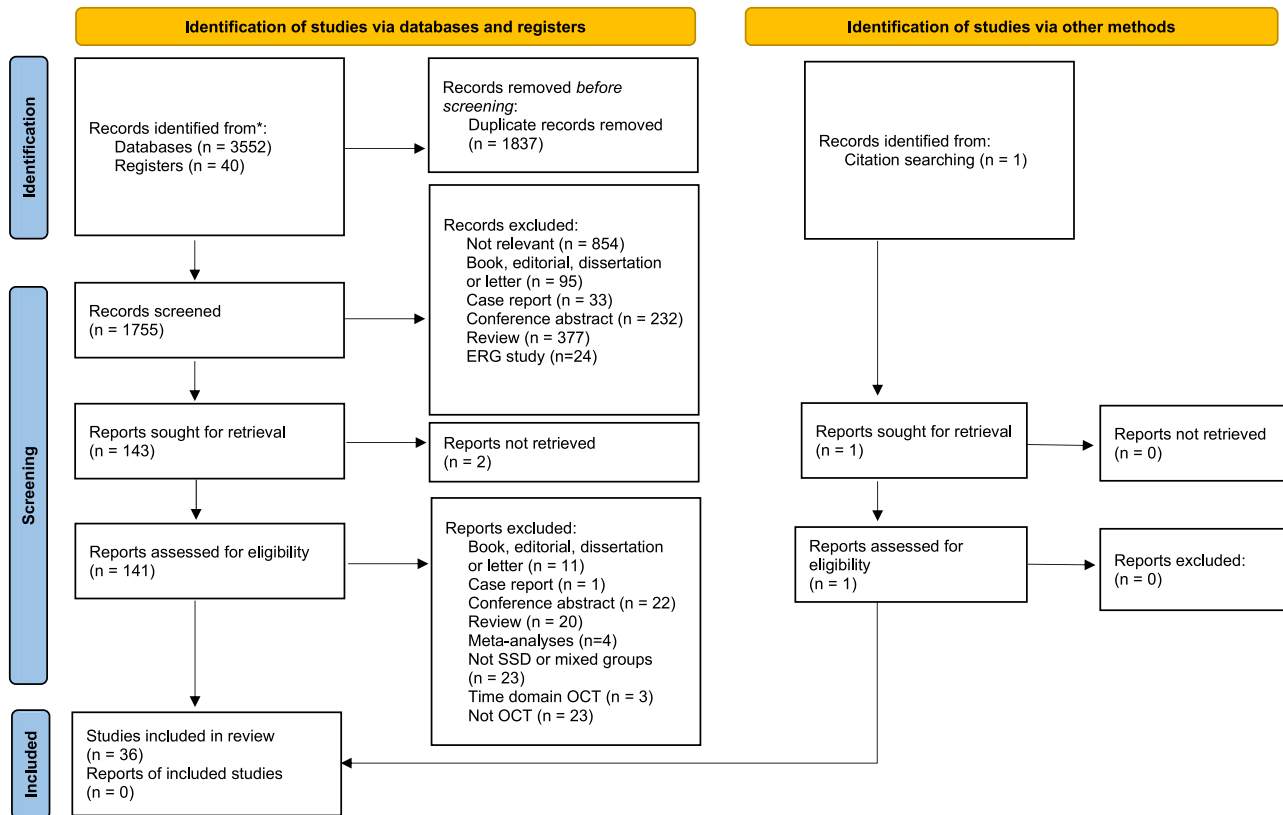 Identification of studies via databases and registers
Identification of studies via other methods
Identification
Records identified from*:
Databases (n = 3552)
Registers (n = 40)
Records removed before
screening:
Duplicate records removed
(n = 1837)
Records identified from:
Citation searching (n = 1)
Screening
Records screened
(n = 1755)
Records excluded:
Not relevant (n = 854)
Book, editorial, dissertation
or letter (n = 95)
Case report (n = 33)
Conference abstract (n = 232)
Review (n = 377)
ERG study (n=24)
Reports sought for retrieval
(n = 143)
Reports not retrieved
(n = 2)
Reports sought for retrieval
(n = 1)
Reports not retrieved
(n = 0)
Reports assessed for eligibility
(n = 141)
Reports excluded:
Book, editorial, dissertation
or letter (n = 11)
Case report (n = 1)
Conference abstract (n = 22)
Review (n = 20)
Meta-analyses (n=4)
Not SSD or mixed groups
(n = 23)
Time domain OCT (n = 3)
Not OCT (n = 23)
Reports assessed for
eligibility
(n = 1)
Reports excluded:
(n = 0)
Included
Studies included in review
(n = 36)
Reports of included studies
(n = 0)